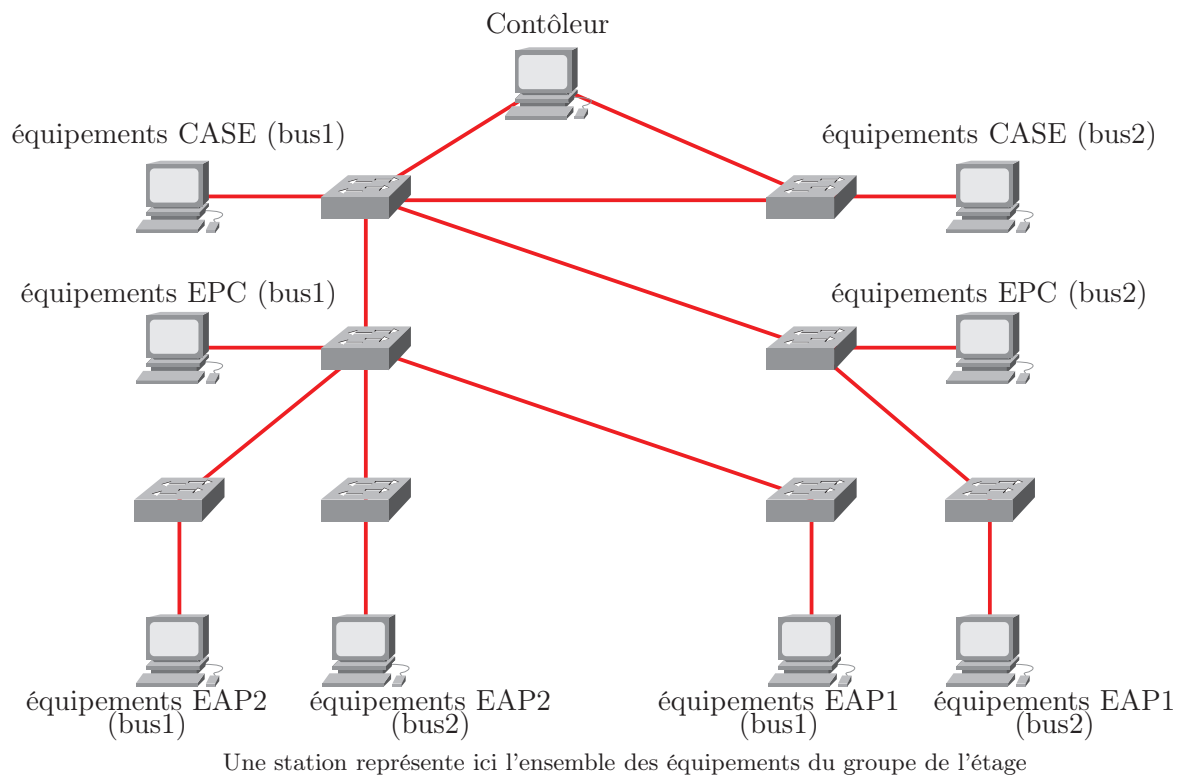 Contôleur
équipements CASE (bus1)
équipements CASE (bus2)
équipements EPC (bus1)
équipements EPC (bus2)
équipements EAP2
(bus1)
équipements EAP2
(bus2)
équipements EAP1
(bus1)
équipements EAP1
(bus2)
Une station représente ici l'ensemble des équipements du groupe de l'étage